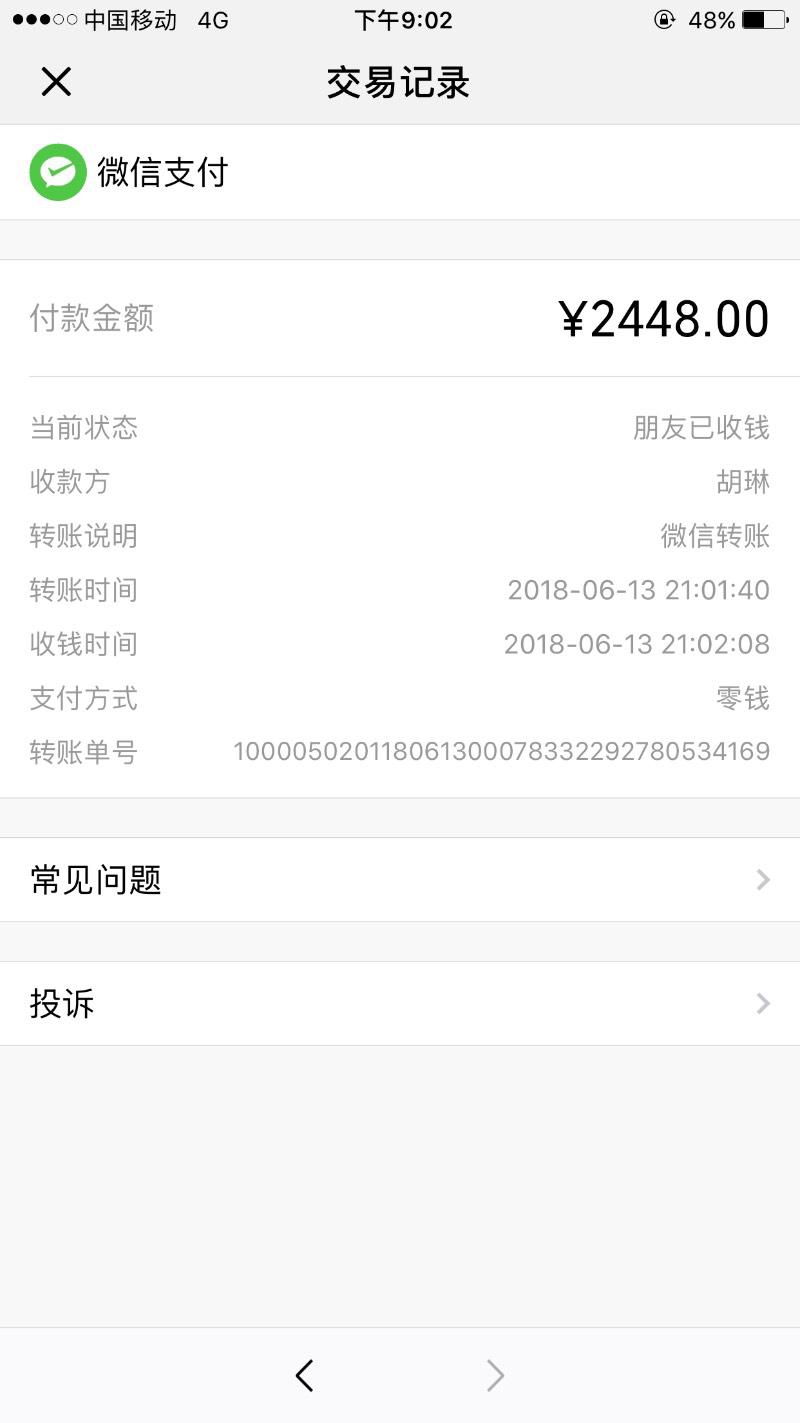 中国移动 4G 下午9:02 48%
交易记录
微信支付
付款金额 ¥2448.00
当前状态 朋友已收钱
收款方 胡琳
转账说明 微信转账
转账时间 2018-06-13 21:01:40
收钱时间 2018-06-13 21:02:08
支付方式 零钱
转账单号 100005020118061300078332292780534169
常见问题
投诉